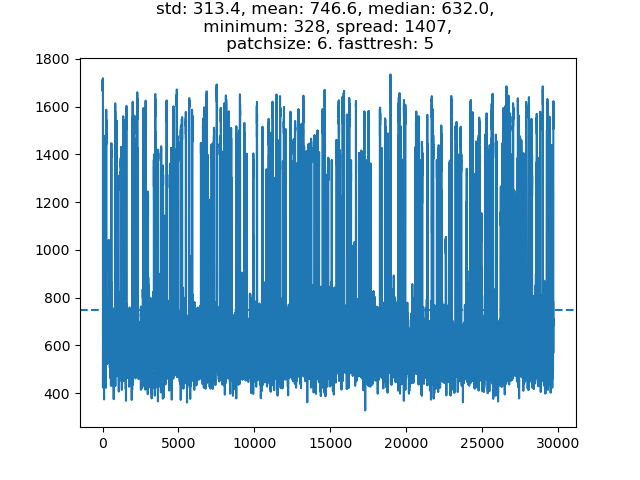 std: 313.4, mean: 746.6, median: 632.0,
minimum: 328, spread: 1407,
patchsize: 6. fasttresh: 5
1800
1600
1400
1200
1000
800
600
400
0 5000 10000 15000 20000 25000 30000